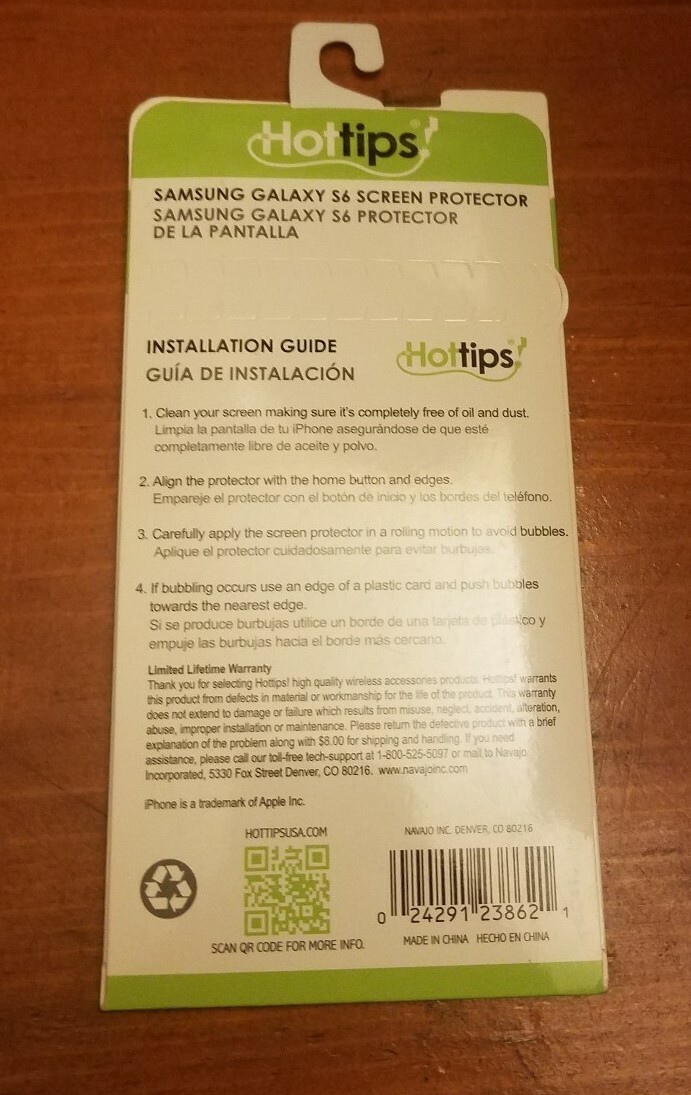 Hottips!
SAMSUNG GALAXY S6 SCREEN PROTECTOR
SAMSUNG GALAXY S6 PROTECTOR
DE LA PANTALLA
INSTALLATION GUIDE
GUÍA DE INSTALACIÓN
Hottips!
1. Clean your screen making sure it's completely free of oil and dust.
Limpia la pantalla de tu iPhone asegurándose de que esté
completamente libre de aceite y polvo.
2. Align the protector with the home button and edges.
Empareje el protector con el botón de inicio y los bordes del teléfono.
3. Carefully apply the screen protector in a rolling motion to avoid bubbles.
Aplique el protector cuidadosamente para evitar burbujas.
4. If bubbling occurs use an edge of a plastic card and push bubbles
towards the nearest edge.
Si se produce burbujas utilice un borde de una tarjeta de plástico y
empuje las burbujas hacia el borde más cercano.
Limited Lifetime Warranty
Thank you for selecting Hottips! high quality wireless accessories products. Hottips! warrants
this product from defects in material or workmanship for the life of the product. This warranty
does not extend to damage or failure which results from misuse, neglect, accident, alteration,
abuse, improper installation or maintenance. Please return the defective product with a brief
explanation of the problem along with $8.00 for shipping and handling. If you need
assistance, please call our toll-free tech-support at 1-800-525-5097 or mail to Navajo
Incorporated, 5330 Fox Street Denver, CO 80216. www.navajoinc.com
iPhone is a trademark of Apple Inc.
HOTTIPSUSA.COM
SCAN QR CODE FOR MORE INFO.
NAVAJO INC. DENVER, CO 80216
0 24291 23862 1
MADE IN CHINA HECHO EN CHINA